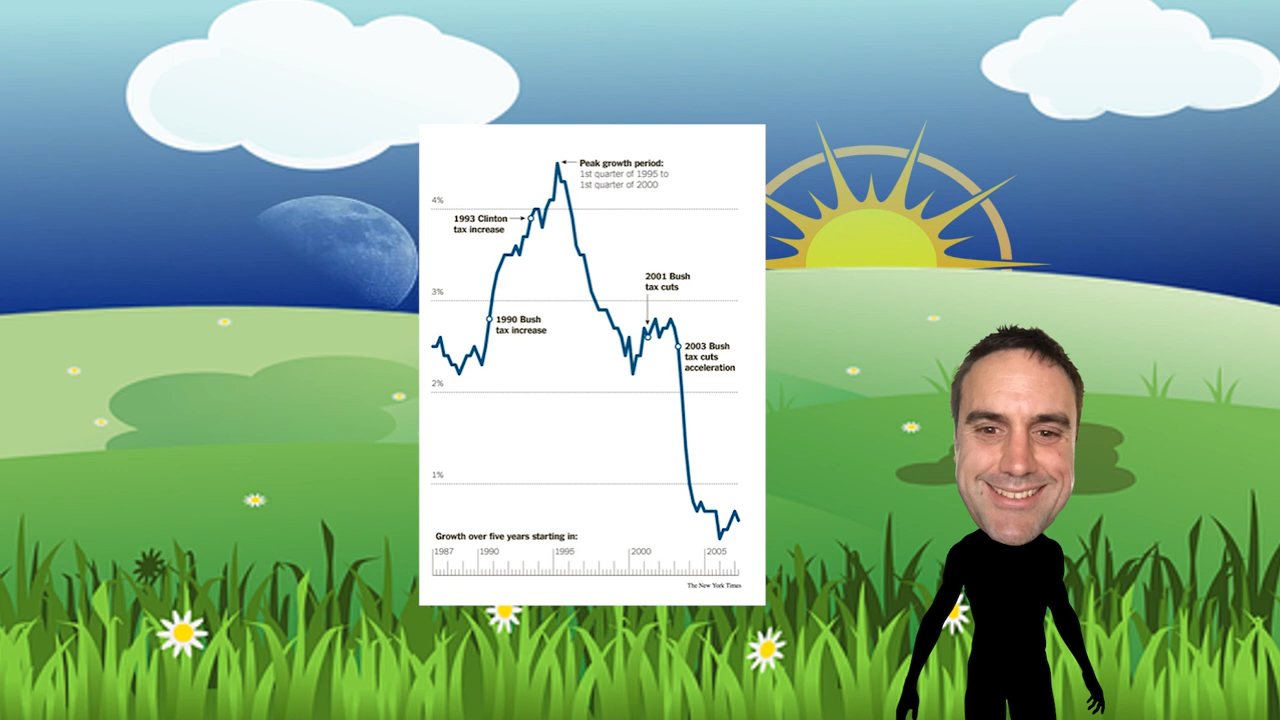 Peak growth period:
1st quarter of 1995 to
1st quarter of 2000
4%
1993 Clinton
tax increase
2001 Bush
tax cuts
3%
1990 Bush
tax increase
2003 Bush
tax cuts
acceleration
2%
1%
Growth over five years starting in:
1987 1990 1995 2000 2005
The New York Times